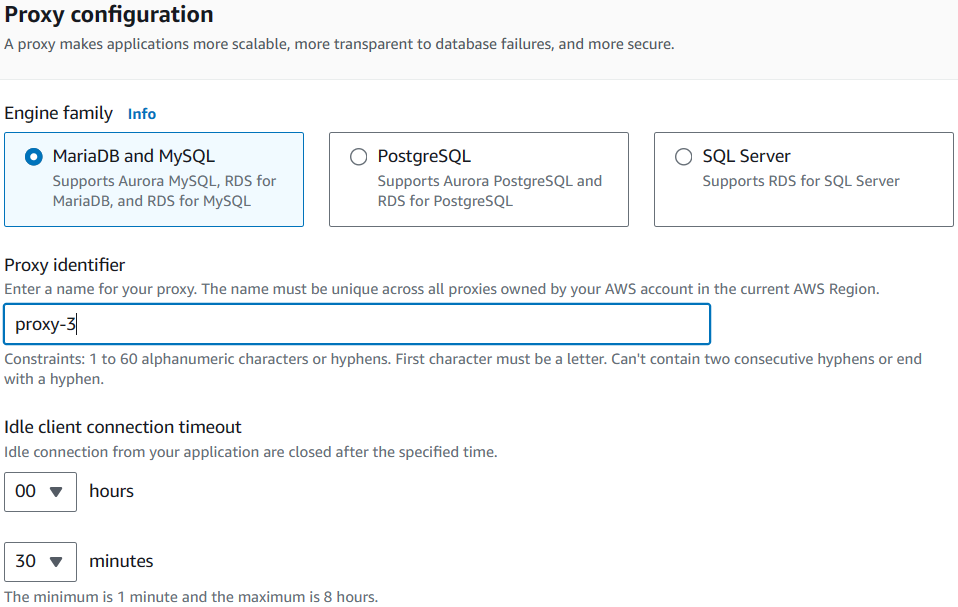 Proxy configuration
A proxy makes applications more scalable, more transparent to database failures, and more secure.
Engine family Info
MariaDB and MySQL
Supports Aurora MySQL, RDS for
MariaDB, and RDS for MySQL
PostgreSQL
Supports Aurora PostgreSQL and
RDS for PostgreSQL
SQL Server
Supports RDS for SQL Server
Proxy identifier
Enter a name for your proxy. The name must be unique across all proxies owned by your AWS account in the current AWS Region.
proxy-3
Constraints: 1 to 60 alphanumeric characters or hyphens. First character must be a letter. Can't contain two consecutive hyphens or end
with a hyphen.
Idle client connection timeout
Idle connection from your application are closed after the specified time.
00 hours
30 minutes
The minimum is 1 minute and the maximum is 8 hours.